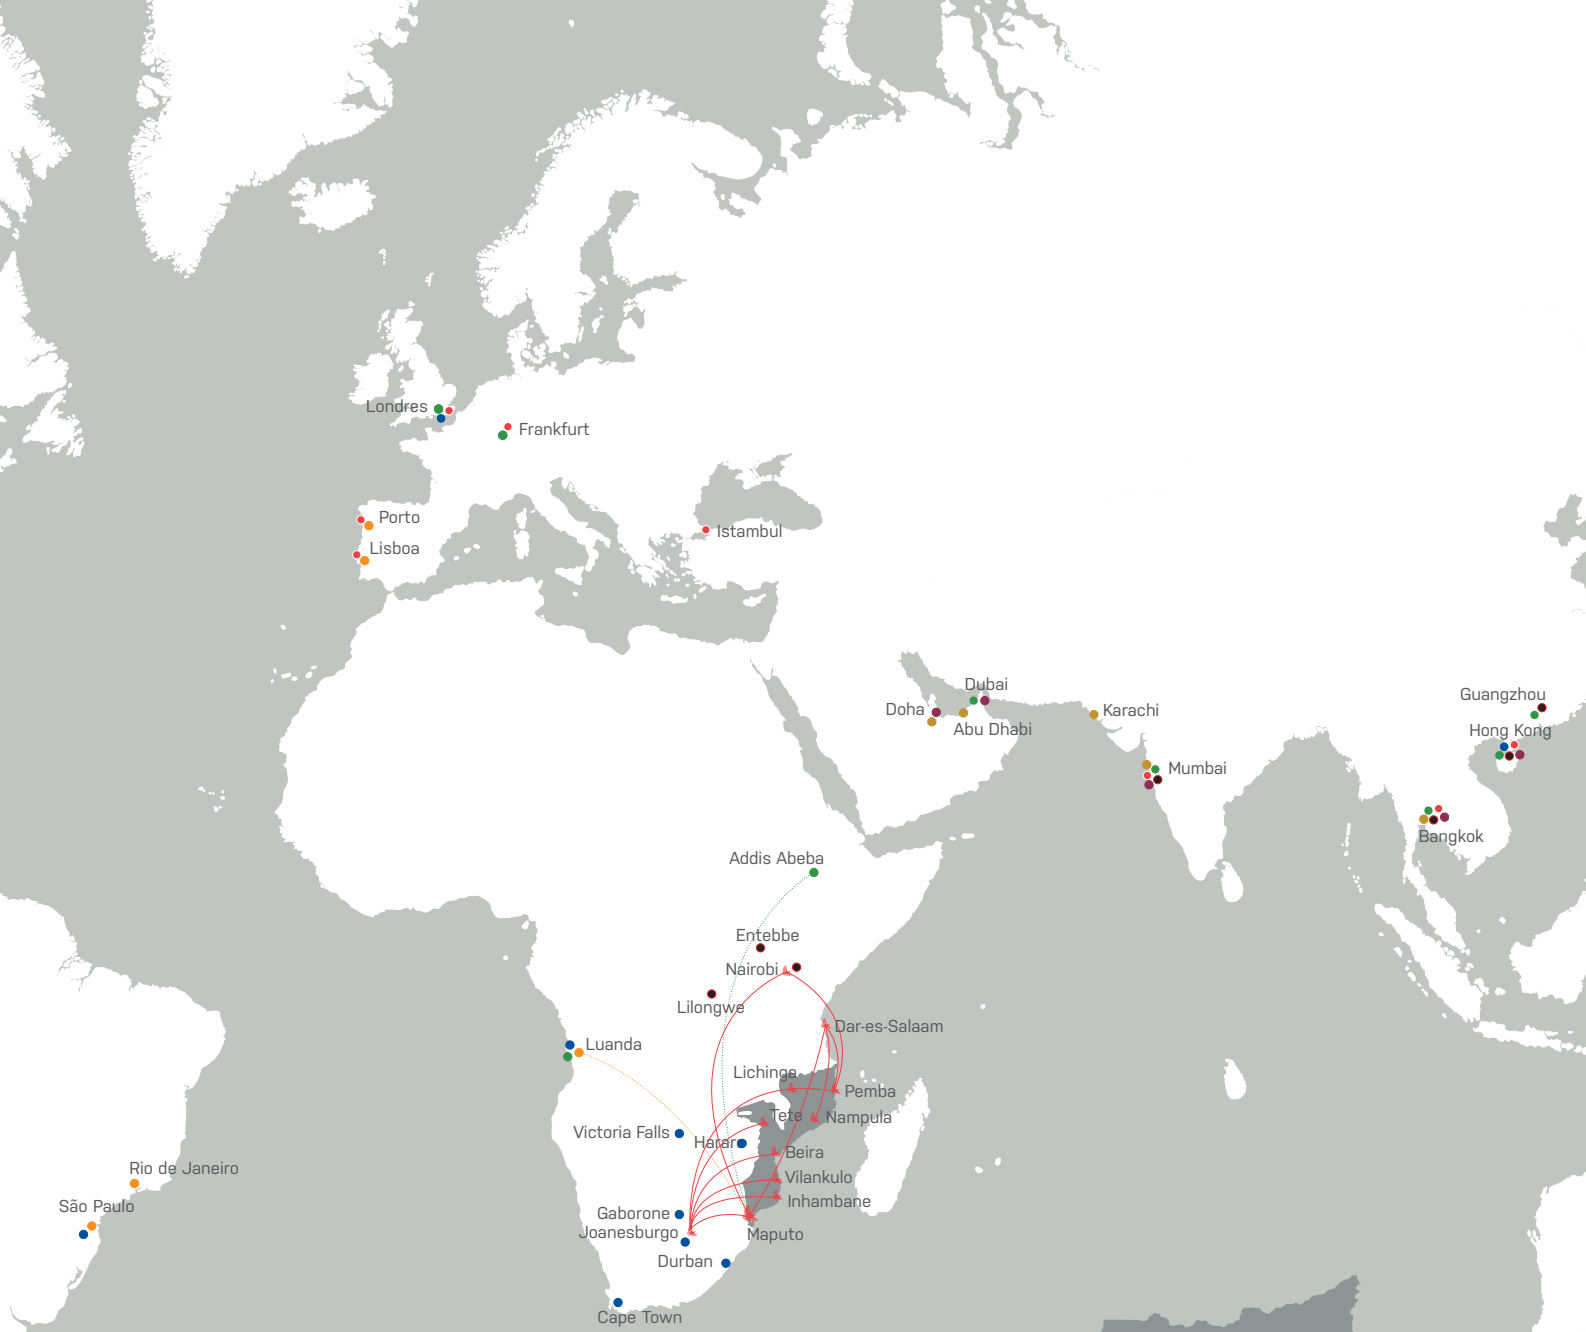 Londres
Frankfurt
Porto
Istambul
Lisboa
Dubai
Doha
Abu Dhabi
Karachi
Guangzhou
Hong Kong
Mumbai
Bangkok
Addis Abeba
Entebbe
Nairobi
Lilongwe
Dar-es-Salaam
Luanda
Lichinga
Pemba
Tete
Nampula
Victoria Falls
Harare
Beira
Rio de Janeiro
Vilankulo
São Paulo
Inhambane
Gaborone
Joanesburgo
Maputo
Durban
Cape Town